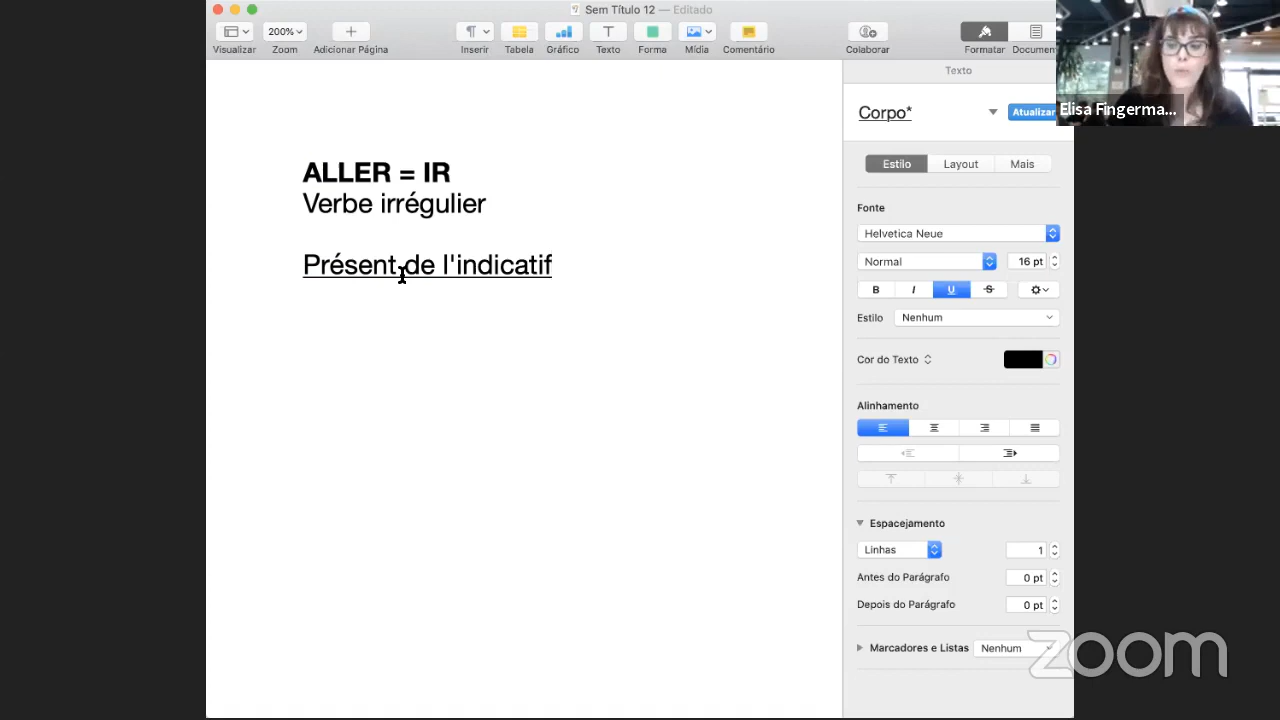 Sem Título 12 — Editado
Visualizar
200%
Zoom
Adicionar Página
Inserir
Tabela
Gráfico
Texto
Forma
Mídia
Comentário
Colaborar
Formatar
Documen
Elisa Fingerma...
Texto
Corpo*
Atualizar
Estilo
Layout
Mais
ALLER = IR
Verbe irrégulier
Présent de l'indicatif
Fonte
Helvetica Neue
Normal
16 pt
B I U S
Estilo
Nenhum
Cor do Texto
Alinhamento
Espacejamento
Linhas
1
Antes do Parágrafo
0 pt
Depois do Parágrafo
0 pt
Marcadores e Listas
Nenhum
zoom